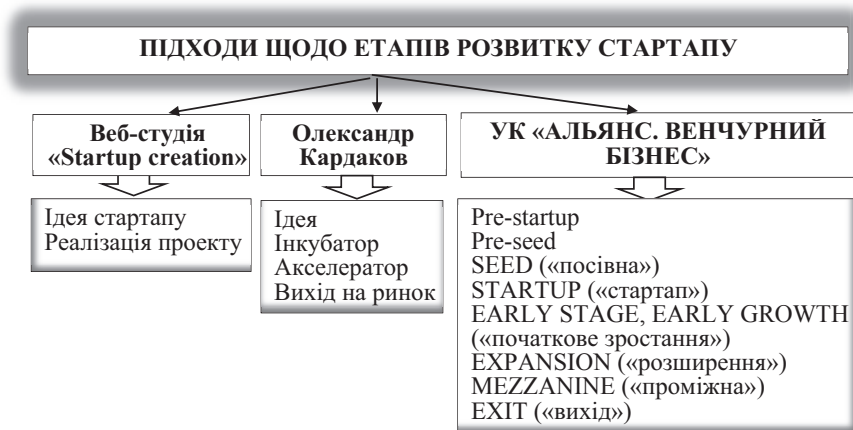 ПІДХОДИ ЩОДО ЕТАПІВ РОЗВИТКУ СТАРТАПУ
Веб-студія
«Startup creation»
Олександр
Кардаков
УК «АЛЬЯНС. ВЕНЧУРНИЙ
БІЗНЕС»
Ідея стартапу
Реалізація проекту
Ідея
Інкубатор
Акселератор
Вихід на ринок
Pre-startup
Pre-seed
SEED («посівна»)
STARTUP («стартап»)
EARLY STAGE, EARLY GROWTH
(«початкове зростання»)
EXPANSION («розширення»)
MEZZANINE («проміжна»)
EXIT («вихід»)